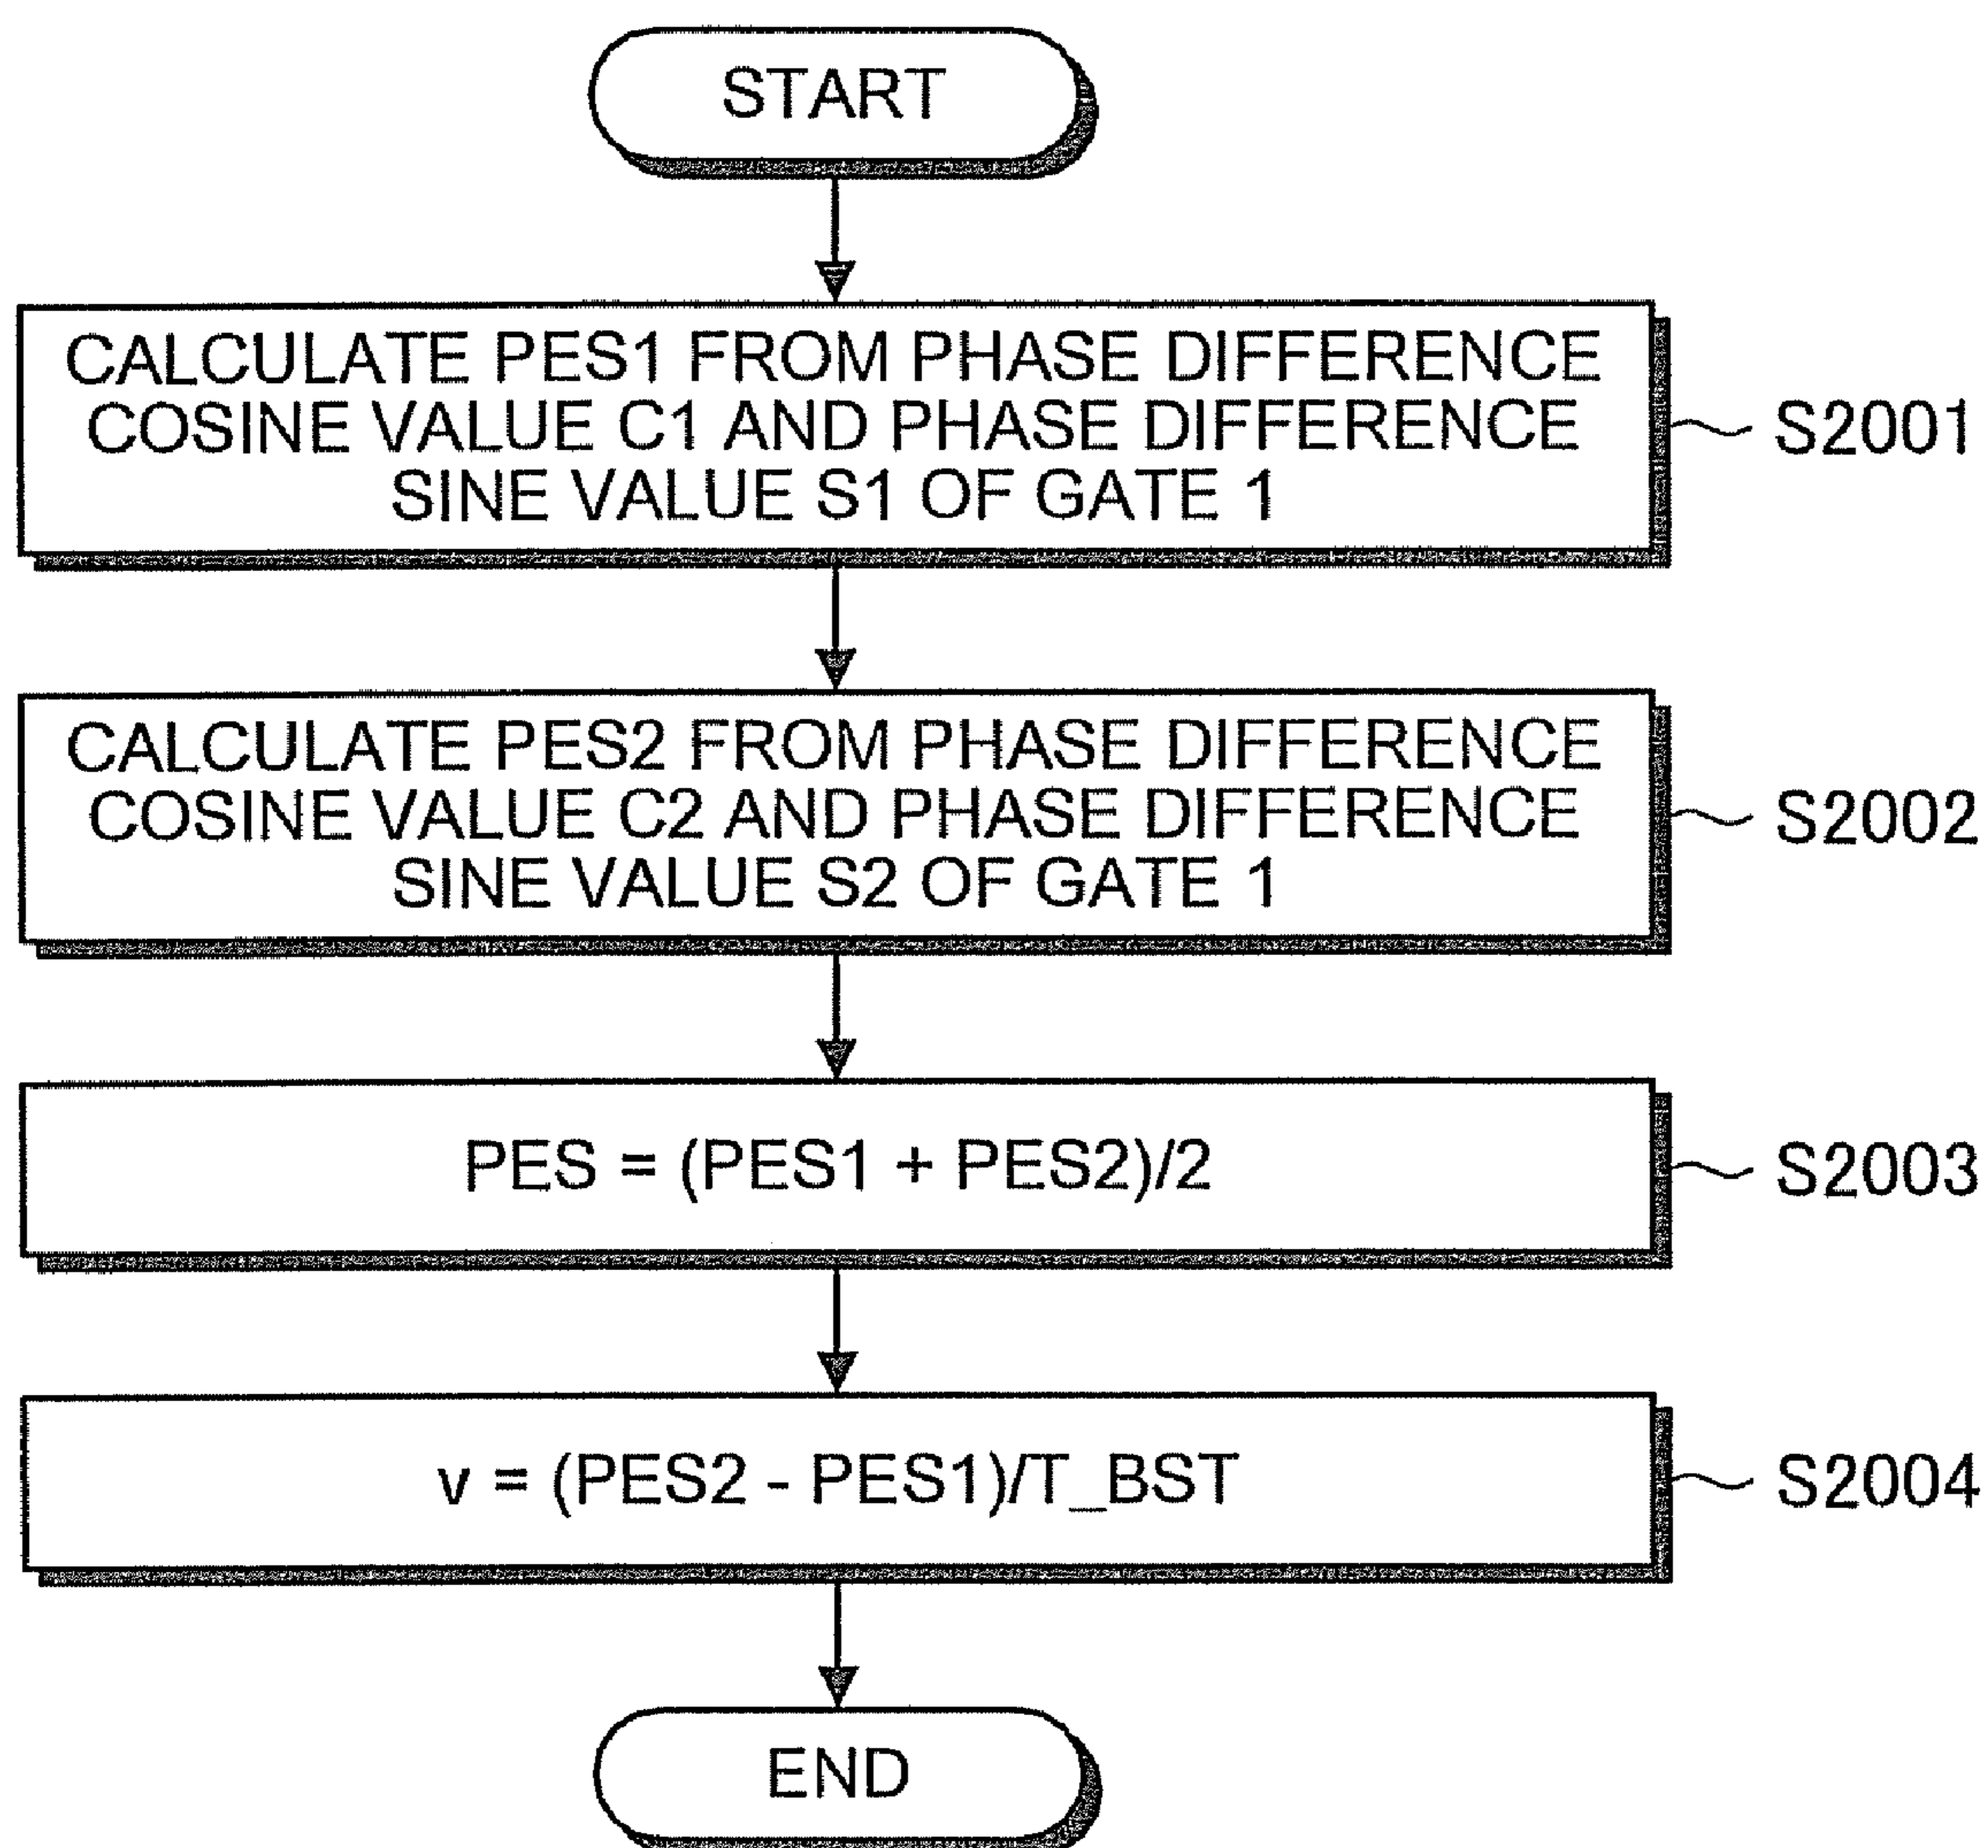 START
CALCULATE PES1 FROM PHASE DIFFERENCE
COSINE VALUE C1 AND PHASE DIFFERENCE
SINE VALUE S1 OF GATE 1
S2001
CALCULATE PES2 FROM PHASE DIFFERENCE
COSINE VALUE C2 AND PHASE DIFFERENCE
SINE VALUE S2 OF GATE 1
S2002
PES = (PES1 + PES2)/2
S2003
v = (PES2 - PES1)/T_BST
S2004
END